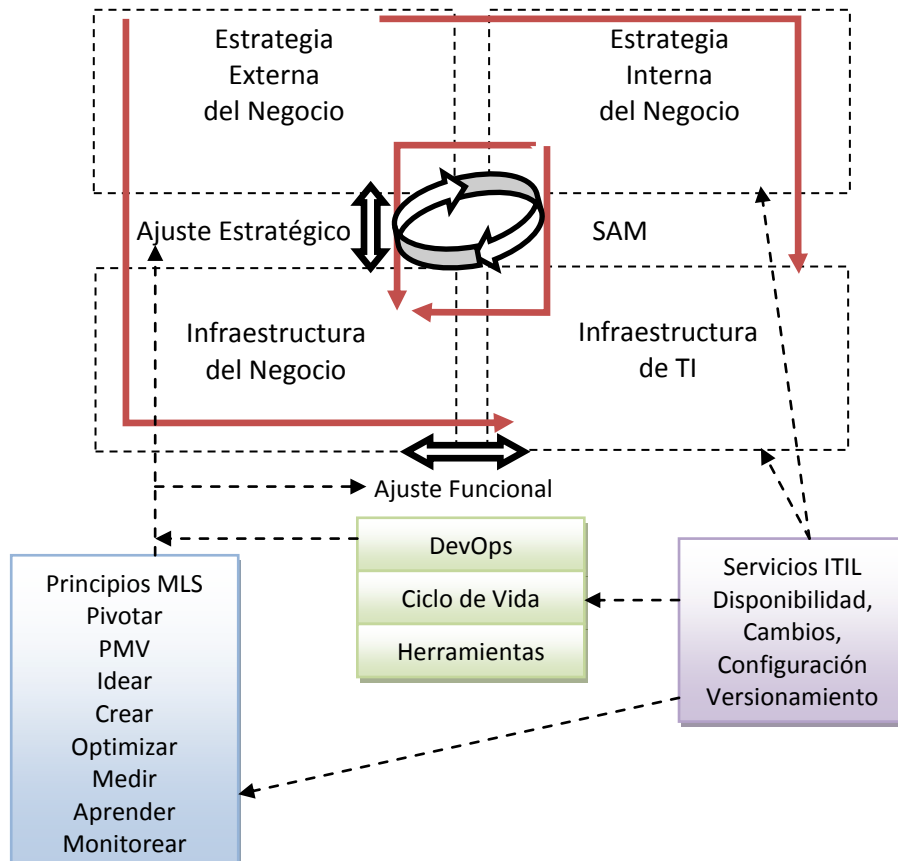 Estrategia
Externa
del Negocio
Estrategia
Interna
del Negocio
Ajuste Estratégico
SAM
Infraestructura
del Negocio
Infraestructura
de TI
Ajuste Funcional
DevOps
Ciclo de Vida
Herramientas
Principios MLS
Pivotar
PMV
Idear
Crear
Optimizar
Medir
Aprender
Monitorear
Servicios ITIL
Disponibilidad,
Cambios,
Configuración
Versionamiento